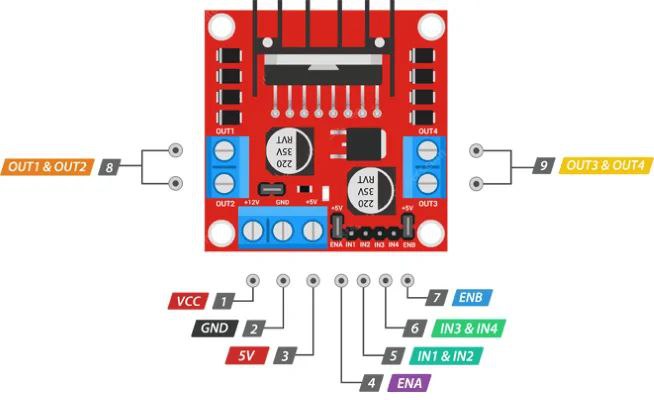 OUT1
OUT4
220
35V
RVT
OUT1 & OUT2
8
9
OUT3 & OUT4
220
35V
RVT
OUT2
+12V
GND
+5V
OUT3
+5V
+5V
ENA
IN1
IN2
IN3
IN4
ENB
VCC
1
7
ENB
GND
2
6
IN3 & IN4
5V
3
5
IN1 & IN2
4
ENA